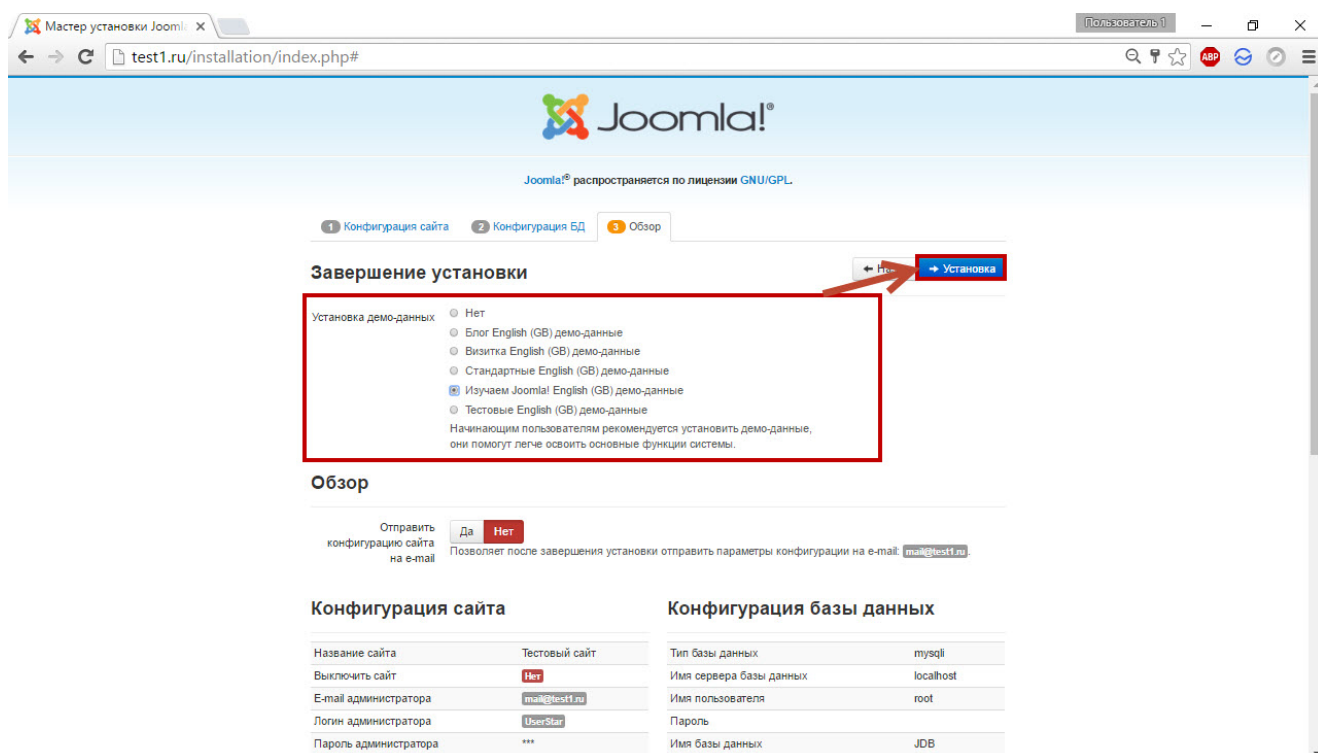 Мастер установки Jooml
Пользователь 1
test1.ru/installation/index.php#
ABP
Joomla!®
Joomla!® распространяется по лицензии GNU/GPL.
1 Конфигурация сайта 2 Конфигурация БД 3 Обзор
Завершение установки
Установка
Установка демо-данных
Нет
Блог English (GB) демо-данные
Визитка English (GB) демо-данные
Стандартные English (GB) демо-данные
Изучаем Joomla! English (GB) демо-данные
Тестовые English (GB) демо-данные
Начинающим пользователям рекомендуется установить демо-данные,
они помогут легче освоить основные функции системы.
Обзор
Отправить
конфигурацию сайта
на e-mail
Да Нет
Позволяет после завершения установки отправить параметры конфигурации на e-mail: mail@test1.ru.
Конфигурация сайта
Название сайта Тестовый сайт
Выключить сайт Нет
E-mail администратора mail@test1.ru
Логин администратора UserStar
Пароль администратора ***
Конфигурация базы данных
Тип базы данных mysqli
Имя сервера базы данных localhost
Имя пользователя root
Пароль
Имя базы данных JDB